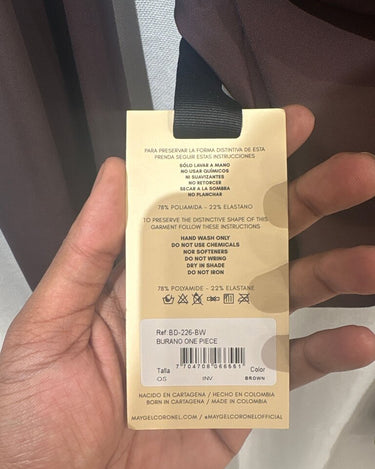 PARA PRESERVAR LA FORMA DISTINTIVA DE ESTA
PRENDA SEGUIR ESTAS INSTRUCCIONES
SÓLO LAVAR A MANO
NO USAR QUÍMICOS
NI SUAVIZANTES
NO RETORCER
SECAR A LA SOMBRA
NO PLANCHAR
78% POLIAMIDA – 22% ELASTANO
TO PRESERVE THE DISTINCTIVE SHAPE OF THIS
GARMENT FOLLOW THESE INSTRUCTIONS
HAND WASH ONLY
DO NOT USE CHEMICALS
NOR SOFTENERS
DO NOT WRING
DRY IN SHADE
DO NOT IRON
78% POLYAMIDE – 22% ELASTANE
Ref: BD-226-BW
BURANO ONE PIECE
7704708066661
Talla Color
OS INV BROWN
NACIDO EN CARTAGENA / HECHO EN COLOMBIA
BORN IN CARTAGENA / MADE IN COLOMBIA
MAYGELCORONEL.COM / @MAYGELCORONELOFFICIAL